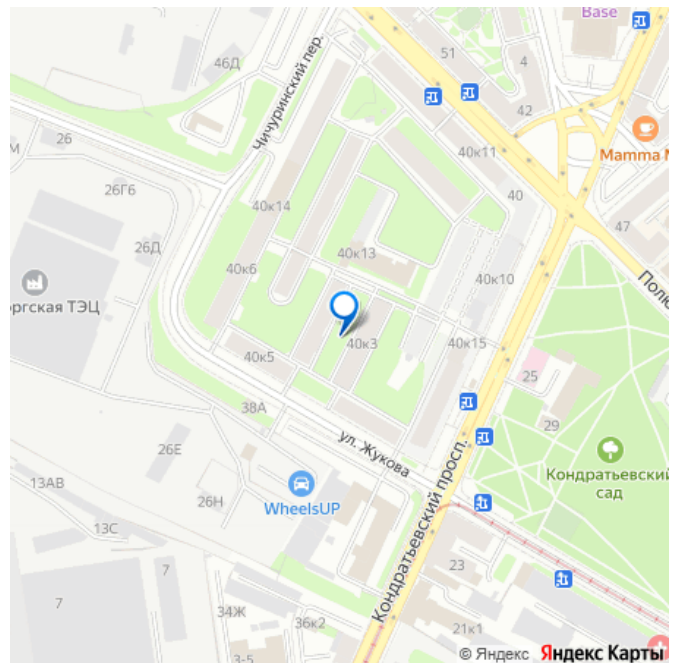 Base
46Д
51
4
42
Чичуринский пер.
Mamma M
26
М
40к11
26Г6
40
40к14
47
26Д
40к13
40к6
40к10
Полю
оргская ТЭЦ
40к3
40к15
40к5
25
38А
29
ул. Жукова
26Е
Кондратьевский
сад
13АВ
26Н
WheelsUP
13С
Кондратьевский просп.
7
23
7
34Ж
36к2
21к1
3-5
© Яндекс Яндекс Карты